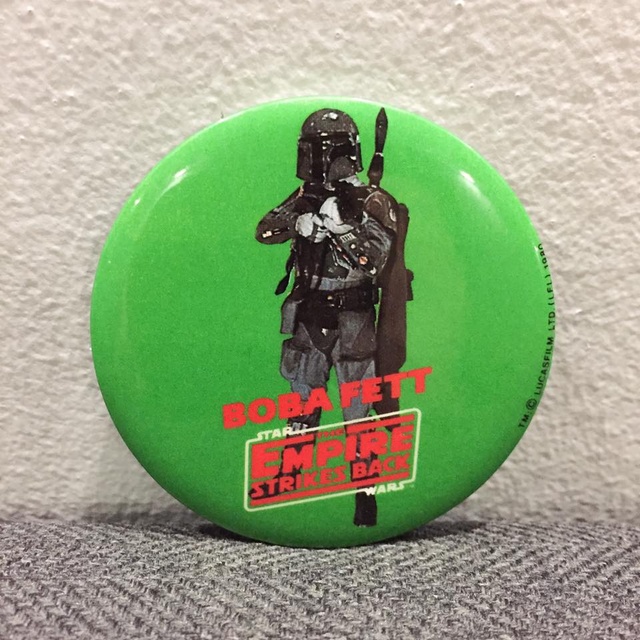 BOBA FETT
STAR
THE
EMPIRE
STRIKES BACK
WARS
TM © LUCASFILM LTD (LFL) 1980